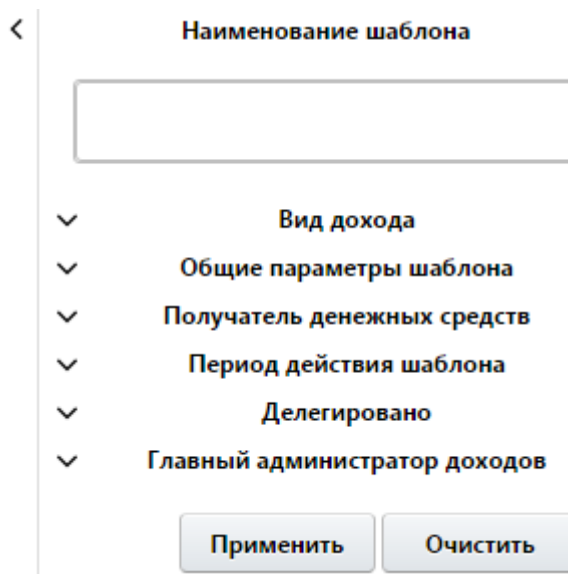 Наименование шаблона
Вид дохода
Общие параметры шаблона
Получатель денежных средств
Период действия шаблона
Делегировано
Главный администратор доходов
Применить Очистить